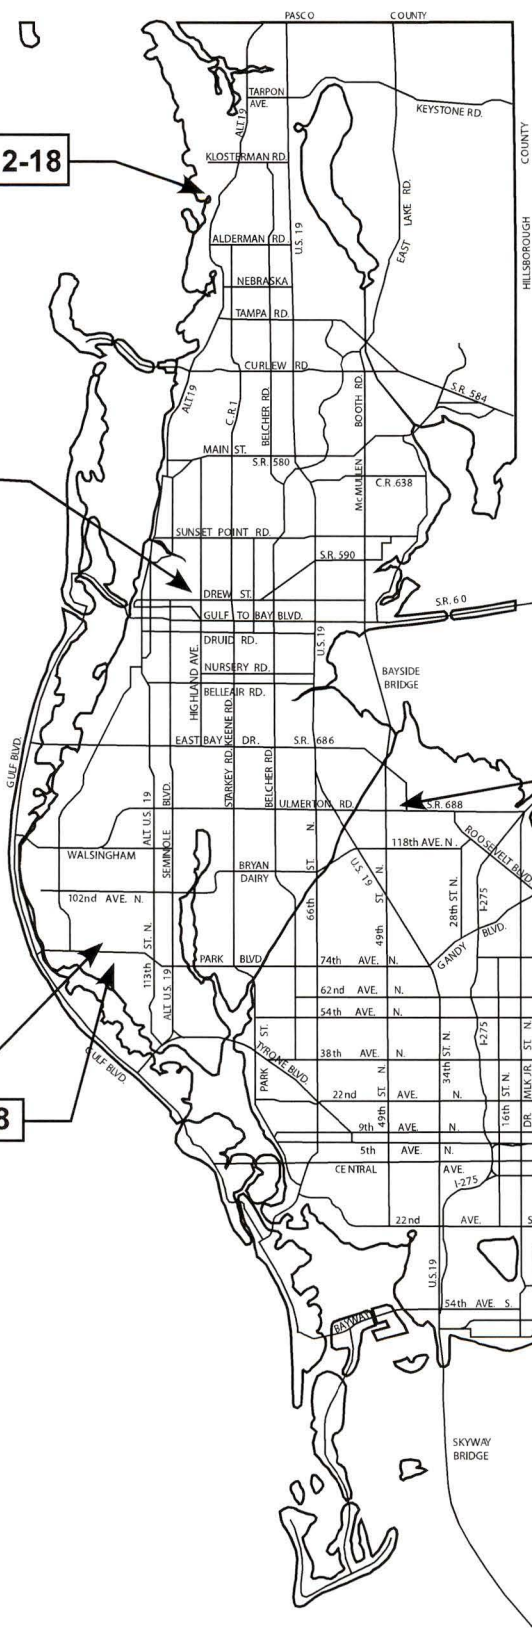 PASCO COUNTY
TARPON
AVE.
KEYSTONE RD.
ALT 19
HILLSBOROUGH COUNTY
2-18
KLOSTERMAN RD.
EAST LAKE RD.
U.S. 19
ALDERMAN RD.
NEBRASKA
TAMPA RD.
CURLEW RD
ALT 19
C.R 1
BELCHER RD.
McMULLEN BOOTH RD.
S.R. 584
MAIN ST.
S.R. 580
C.R.638
SUNSET POINT RD.
S.R. 590
DREW ST.
S.R. 6 0
GULF TO BAY BLVD.
DRUID RD.
U.S. 19
HIGHLAND AVE.
NURSERY RD.
BELLEAIR RD.
BAYSIDE
BRIDGE
GULF BLVD.
STARKEY RD.
KEENE RD.
EAST BAY DR. S.R. 686
BELCHER RD.
ALT U.S. 19
SEMINOLE BLVD.
ULMERTON RD.
S.R. 688
WALSINGHAM
118th AVE. N.
ROOSEVELT BLVD.
BRYAN
DAIRY
U.S. 19
66th ST. N.
49th ST. N.
28th ST N.
I-275
102nd AVE. N.
GANDY BLVD.
113th ST. N.
ALT U.S. 19
PARK BLVD.
74th AVE. N.
62nd AVE. N.
54th AVE. N.
GULF BLVD.
PARK ST.
TYRONE BLVD.
38th AVE. N.
34th ST. N.
I-275
16th ST. N.
DR. MLK JR. ST. N.
22nd AVE. N.
49th ST N.
8
9th AVE. N.
5th AVE. N.
CENTRAL AVE.
I-275
22nd AVE. S
U.S. 19
54th AVE. S.
BAYWAY
SKYWAY
BRIDGE